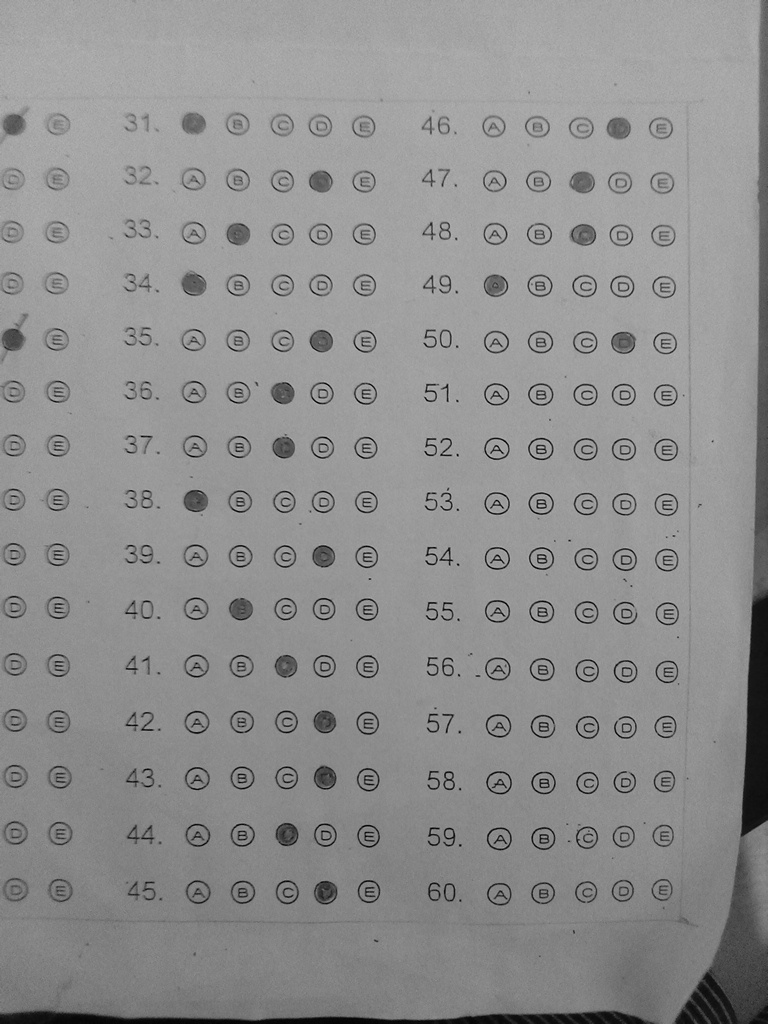 E 31. B C D E 46. A B C E
D E 32. A B C E 47. A B D E
D E 33. A C D E 48. A B D E
D E 34. B C D E 49. A B C D E
E 35. A B C E 50. A B C D E
D E 36. A B D E 51. A B C D E
D E 37. A B D E 52. A B C D E
D E 38. B C D E 53. A B C D E
D E 39. A B C D E 54. A B C D E
D E 40. A B C D E 55. A B C D E
D E 41. A B D E 56. A B C D E
D E 42. A B C E 57. A B C D E
D E 43. A B C E 58. A B C D E
D E 44. A B D E 59. A B C D E
D E 45. A B C E 60. A B C D E